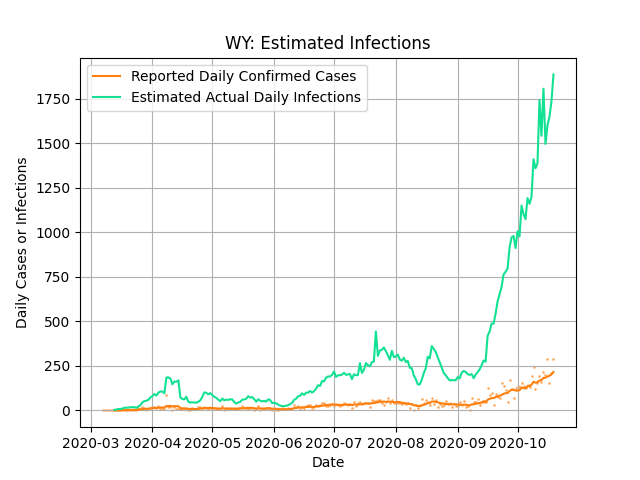 WY: Estimated Infections
Reported Daily Confirmed Cases
Estimated Actual Daily Infections
Daily Cases or Infections
1750
1500
1250
1000
750
500
250
0
2020-03 2020-04 2020-05 2020-06 2020-07 2020-08 2020-09 2020-10
Date